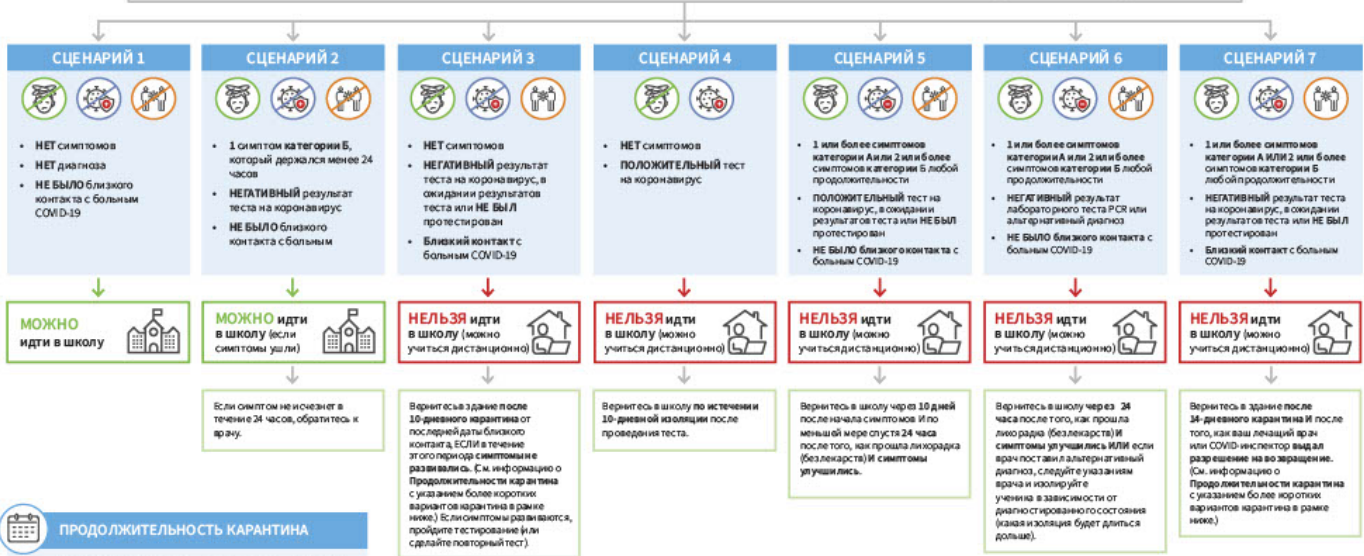 СЦЕНАРИЙ 1
НЕТ симптомов
НЕТ диагноза
НЕ БЫЛО близкого
контакта с больным
COVID-19
МОЖНО
идти в школу
СЦЕНАРИЙ 2
1 симптом категории Б,
который держался менее 24
часов
НЕГАТИВНЫЙ результат
теста на коронавирус
НЕ БЫЛО близкого
контакта с больным
МОЖНО идти
в школу (если
симптомы ушли)
Если симптом не исчезнет в
течение 24 часов, обратитесь к
врачу.
СЦЕНАРИЙ 3
НЕТ симптомов
НЕГАТИВНЫЙ результат
теста на коронавирус, в
ожидании результатов
теста или НЕ БЫЛ
протестирован
Близкий контакт с
больным COVID-19
НЕЛЬЗЯ идти
в школу (можно
учиться дистанционно)
Вернитесь в здание после
10-дневного карантина от
последней даты близкого
контакта, ЕСЛИ в течение
этого периода симптомы не
развивались. (См. информацию о
Продолжительности карантина
с указанием более коротких
вариантов карантина в рамке
ниже.) Если симптомы развиваются,
пройдите тестирование (или
сделайте повторный тест).
СЦЕНАРИЙ 4
НЕТ симптомов
ПОЛОЖИТЕЛЬНЫЙ тест
на коронавирус
НЕЛЬЗЯ идти
в школу (можно
учиться дистанционно)
Вернитесь в школу по истечении
10-дневной изоляции после
проведения теста.
СЦЕНАРИЙ 5
1 или более симптомов
категории А или 2 или более
симптомов категории Б любой
продолжительности
ПОЛОЖИТЕЛЬНЫЙ тест на
коронавирус, в ожидании
результатов теста или НЕ БЫЛ
протестирован
НЕ БЫЛО близкого контакта с
больным COVID-19
НЕЛЬЗЯ идти
в школу (можно
учиться дистанционно)
Вернитесь в школу через 10 дней
после начала симптомов И по
меньшей мере спустя 24 часа
после того, как прошла лихорадка
(без лекарств) И симптомы
улучшились.
СЦЕНАРИЙ 6
1 или более симптомов
категории А или 2 или более
симптомов категории Б любой
продолжительности
НЕГАТИВНЫЙ результат
лабораторного теста PCR или
альтернативный диагноз
НЕ БЫЛО близкого контакта с
больным COVID-19
НЕЛЬЗЯ идти
в школу (можно
учиться дистанционно)
Вернитесь в школу через 24
часа после того, как прошла
лихорадка (без лекарств) И
симптомы улучшились ИЛИ если
врач поставил альтернативный
диагноз, следуйте указаниям
врача и изолируйте
ученика в зависимости от
диагностированного состояния
(какая изоляция будет длиться
дольше).
СЦЕНАРИЙ 7
1 или более симптомов
категории А ИЛИ 2 или более
симптомов категории Б
любой продолжительности
НЕГАТИВНЫЙ результат теста
на коронавирус, в ожидании
результатов теста или НЕ БЫЛ
протестирован
Близкий контакт с больным
COVID-19
НЕЛЬЗЯ идти
в школу (можно
учиться дистанционно)
Вернитесь в здание после
14-дневного карантина И после
того, как ваш лечащий врач
или COVID-инспектор выдал
разрешение на возвращение.
(См. информацию о
Продолжительности карантина
с указанием более коротких
вариантов карантина в рамке
ниже.)
ПРОДОЛЖИТЕЛЬНОСТЬ КАРАНТИНА